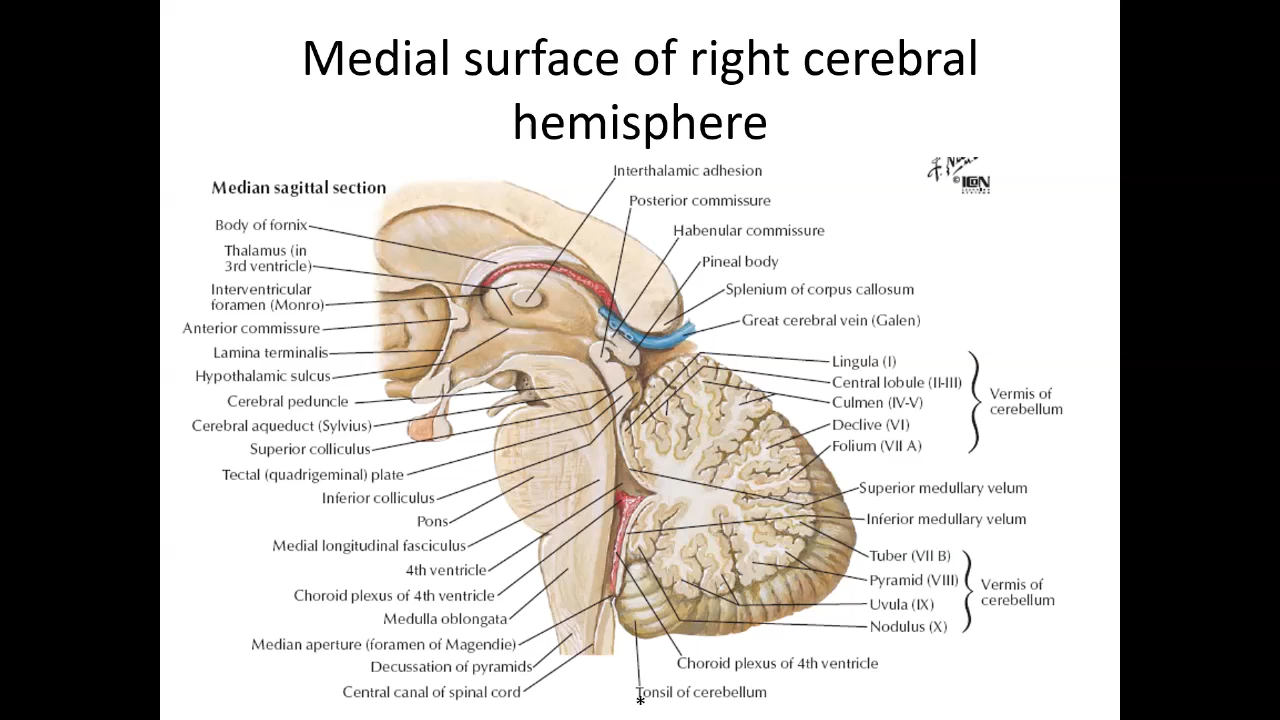 Medial surface of right cerebral
hemisphere
Median sagittal section
Interthalamic adhesion
Posterior commissure
Habenular commissure
Pineal body
Splenium of corpus callosum
Great cerebral vein (Galen)
Body of fornix
Thalamus (in
3rd ventricle)
Interventricular
foramen (Monro)
Anterior commissure
Lamina terminalis
Hypothalamic sulcus
Cerebral peduncle
Cerebral aqueduct (Sylvius)
Superior colliculus
Tectal (quadrigeminal) plate
Inferior colliculus
Pons
Medial longitudinal fasciculus
4th ventricle
Choroid plexus of 4th ventricle
Medulla oblongata
Median aperture (foramen of Magendie)
Decussation of pyramids
Central canal of spinal cord
Lingula (I)
Central lobule (II-III)
Culmen (IV-V)
Declive (VI)
Folium (VII A)
Vermis of
cerebellum
Superior medullary velum
Inferior medullary velum
Tuber (VII B)
Pyramid (VIII)
Uvula (IX)
Nodulus (X)
Vermis of
cerebellum
Choroid plexus of 4th ventricle
Tonsil of cerebellum
*